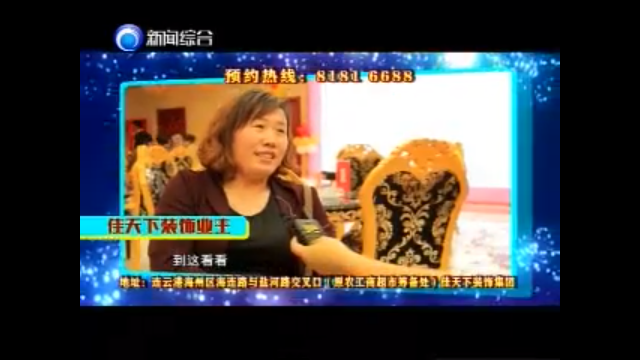 新闻综合
预约热线：8181 6688
佳天下装饰业主
到这看看
地址：连云港海州区海连路与盐河路交叉口（原农工商超市筹备处）佳天下装饰集团